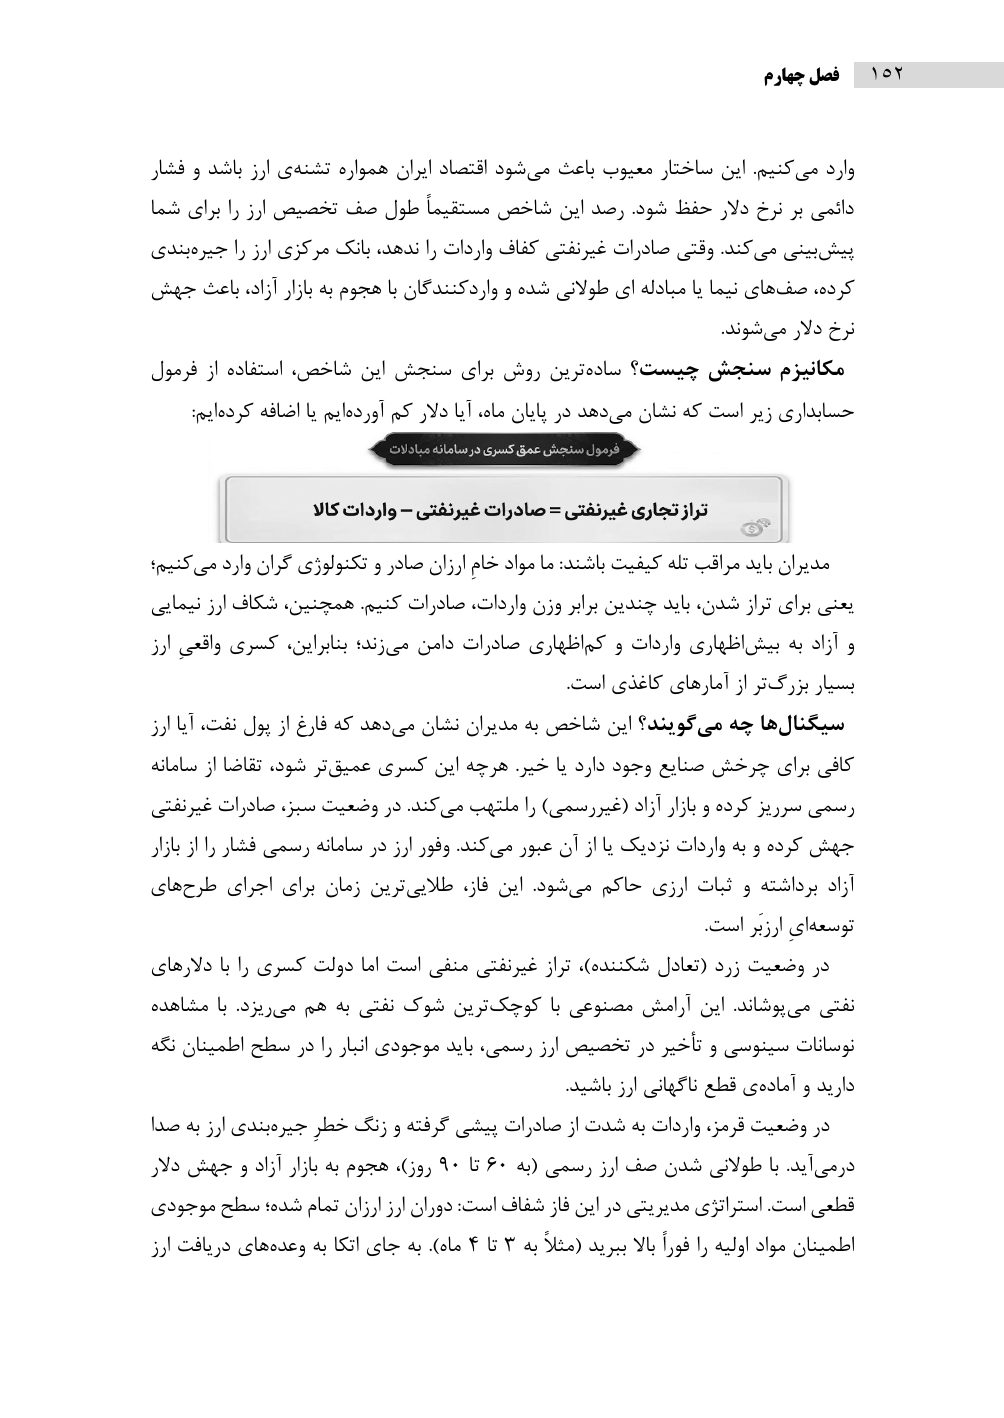 ۱۵۲ فصل چهارم
وارد می‌کنیم. این ساختار معیوب باعث می‌شود اقتصاد ایران همواره تشنه‌ی ارز باشد و فشار
دائمی بر نرخ دلار حفظ شود. رصد این شاخص مستقیماً طول صف تخصیص ارز را برای شما
پیش‌بینی می‌کند. وقتی صادرات غیرنفتی کفاف واردات را ندهد، بانک مرکزی ارز را جیره‌بندی
کرده، صف‌های نیما یا مبادله ای طولانی شده و واردکنندگان با هجوم به بازار آزاد، باعث جهش
نرخ دلار می‌شوند.
مکانیزم سنجش چیست؟ ساده‌ترین روش برای سنجش این شاخص، استفاده از فرمول
حسابداری زیر است که نشان می‌دهد در پایان ماه، آیا دلار کم آورده‌ایم یا اضافه کرده‌ایم:
فرمول سنجش عمق کسری در سامانه مبادلات
تراز تجاری غیرنفتی = صادرات غیرنفتی – واردات کالا
مدیران باید مراقب تله کیفیت باشند: ما مواد خامِ ارزان صادر و تکنولوژی گران وارد می‌کنیم؛
یعنی برای تراز شدن، باید چندین برابر وزن واردات، صادرات کنیم. همچنین، شکاف ارز نیمایی
و آزاد به بیش‌اظهاری واردات و کم‌اظهاری صادرات دامن می‌زند؛ بنابراین، کسری واقعیِ ارز
بسیار بزرگ‌تر از آمارهای کاغذی است.
سیگنال‌ها چه می‌گویند؟ این شاخص به مدیران نشان می‌دهد که فارغ از پول نفت، آیا ارز
کافی برای چرخش صنایع وجود دارد یا خیر. هرچه این کسری عمیق‌تر شود، تقاضا از سامانه
رسمی سرریز کرده و بازار آزاد (غیررسمی) را ملتهب می‌کند. در وضعیت سبز، صادرات غیرنفتی
جهش کرده و به واردات نزدیک یا از آن عبور می‌کند. وفور ارز در سامانه رسمی فشار را از بازار
آزاد برداشته و ثبات ارزی حاکم می‌شود. این فاز، طلایی‌ترین زمان برای اجرای طرح‌های
توسعه‌ایِ ارزبَر است.
در وضعیت زرد (تعادل شکننده)، تراز غیرنفتی منفی است اما دولت کسری را با دلارهای
نفتی می‌پوشاند. این آرامش مصنوعی با کوچک‌ترین شوک نفتی به هم می‌ریزد. با مشاهده
نوسانات سینوسی و تأخیر در تخصیص ارز رسمی، باید موجودی انبار را در سطح اطمینان نگه
دارید و آماده‌ی قطع ناگهانی ارز باشید.
در وضعیت قرمز، واردات به شدت از صادرات پیشی گرفته و زنگ خطرِ جیره‌بندی ارز به صدا
درمی‌آید. با طولانی شدن صف ارز رسمی (به ۶۰ تا ۹۰ روز)، هجوم به بازار آزاد و جهش دلار
قطعی است. استراتژی مدیریتی در این فاز شفاف است: دوران ارز ارزان تمام شده؛ سطح موجودی
اطمینان مواد اولیه را فوراً بالا ببرید (مثلاً به ۳ تا ۴ ماه). به جای اتکا به وعده‌های دریافت ارز